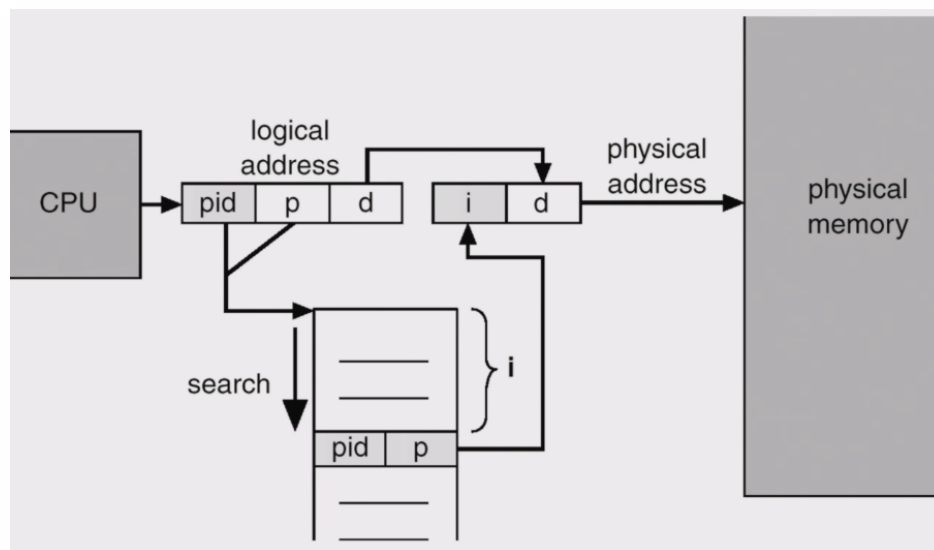 logical
address
physical
address
CPU
pid
p
d
i
d
physical
memory
search
i
pid
p